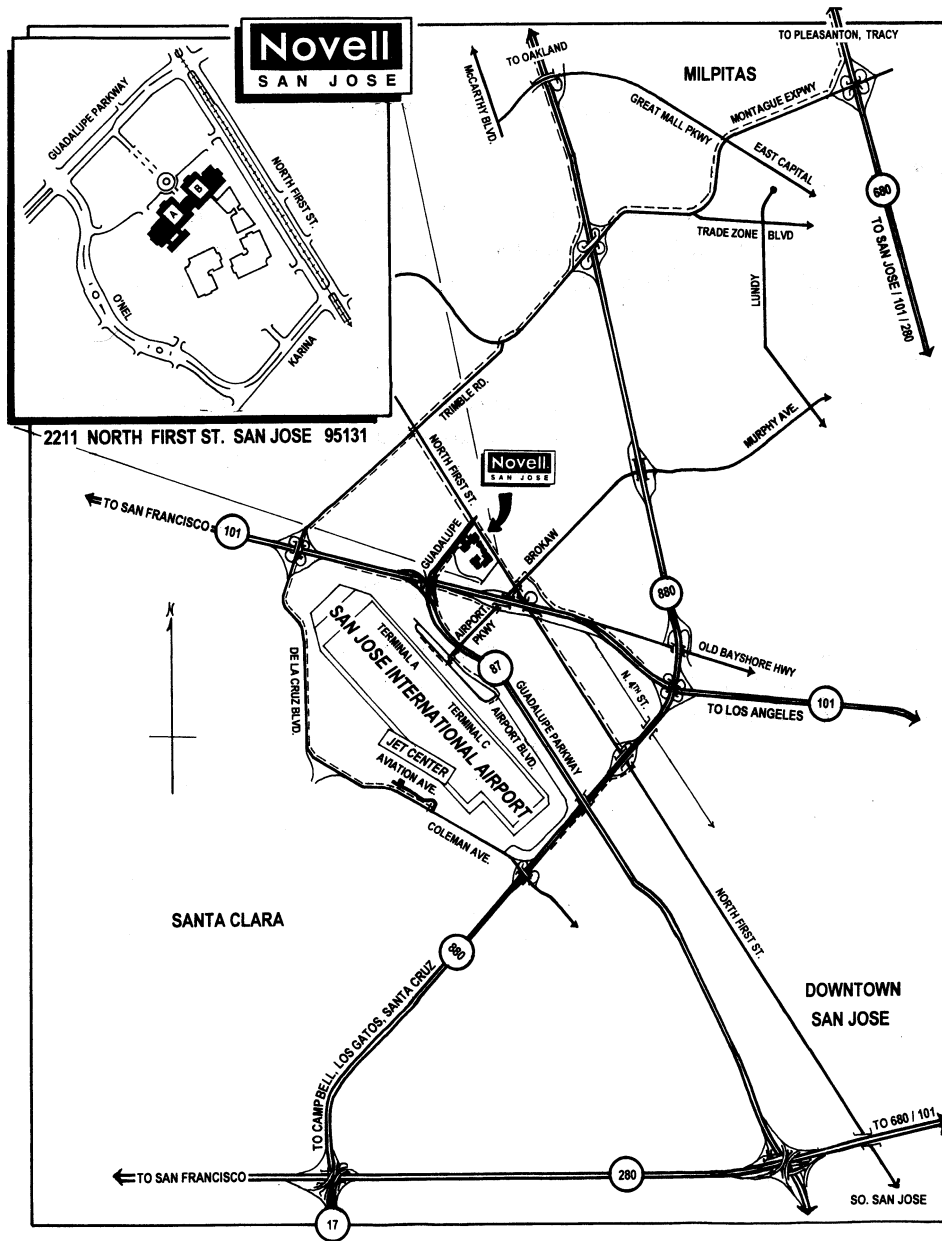 Novell
SAN JOSE
GUADALUPE PARKWAY
NORTH FIRST ST.
A
B
O'NEL
KARINA
2211 NORTH FIRST ST. SAN JOSE 95131
TO OAKLAND
McCARTHY BLVD.
MILPITAS
TO PLEASANTON, TRACY
GREAT MALL PKWY
MONTAGUE EXPWY
EAST CAPITAL
680
TO SAN JOSE / 101 / 280
TRADE ZONE BLVD
LUNDY
MURPHY AVE.
TRIMBLE RD.
NORTH FIRST ST.
Novell
SAN JOSE
TO SAN FRANCISCO
101
GUADALUPE
BROKAW
880
N
AIRPORT PKWY
OLD BAYSHORE HWY
SAN JOSE INTERNATIONAL AIRPORT
TERMINAL A
TERMINAL C
87
DE LA CRUZ BLVD.
N. 4TH ST.
TO LOS ANGELES
101
AIRPORT BLVD.
GUADALUPE PARKWAY
JET CENTER
AVIATION AVE.
COLEMAN AVE.
SANTA CLARA
NORTH FIRST ST.
880
DOWNTOWN
SAN JOSE
TO CAMPBELL, LOS GATOS, SANTA CRUZ
TO 680 / 101
TO SAN FRANCISCO
280
SO. SAN JOSE
17